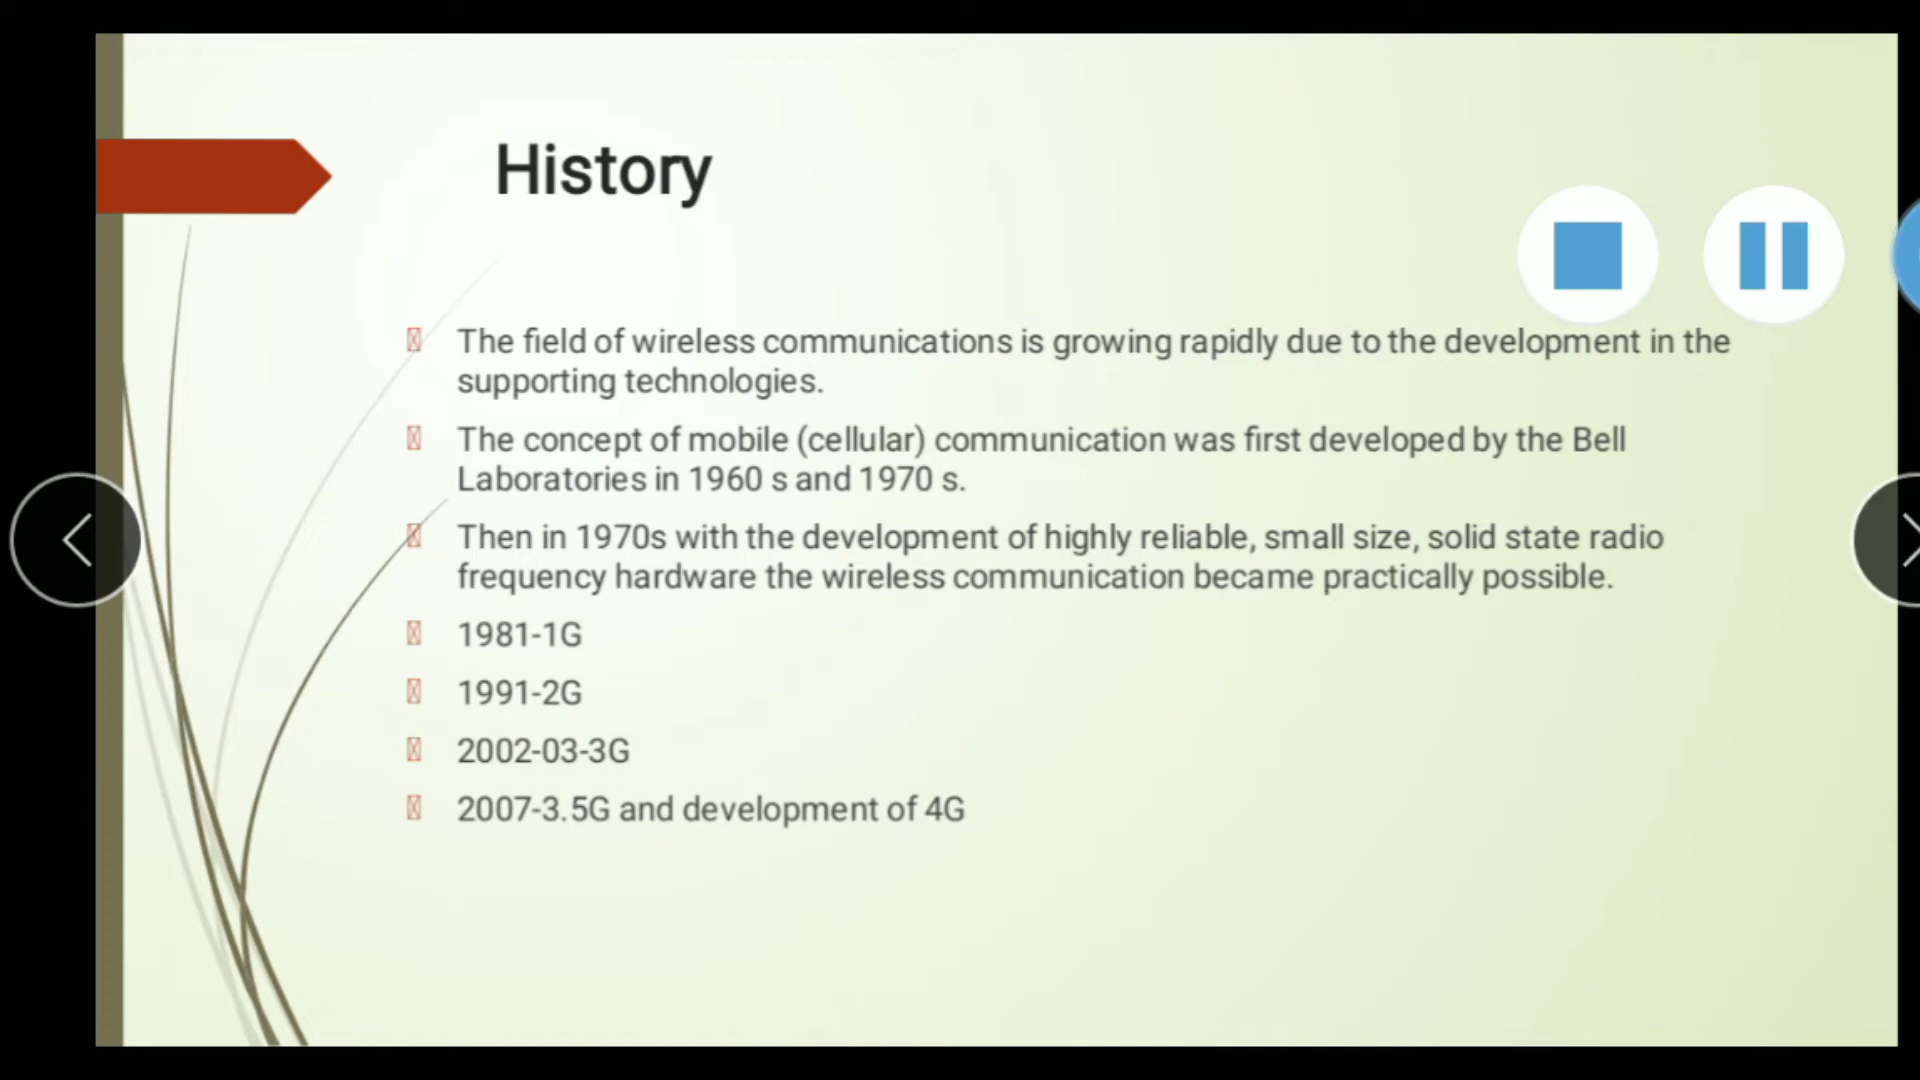 History
The field of wireless communications is growing rapidly due to the development in the
supporting technologies.
The concept of mobile (cellular) communication was first developed by the Bell
Laboratories in 1960 s and 1970 s.
Then in 1970s with the development of highly reliable, small size, solid state radio
frequency hardware the wireless communication became practically possible.
1981-1G
1991-2G
2002-03-3G
2007-3.5G and development of 4G